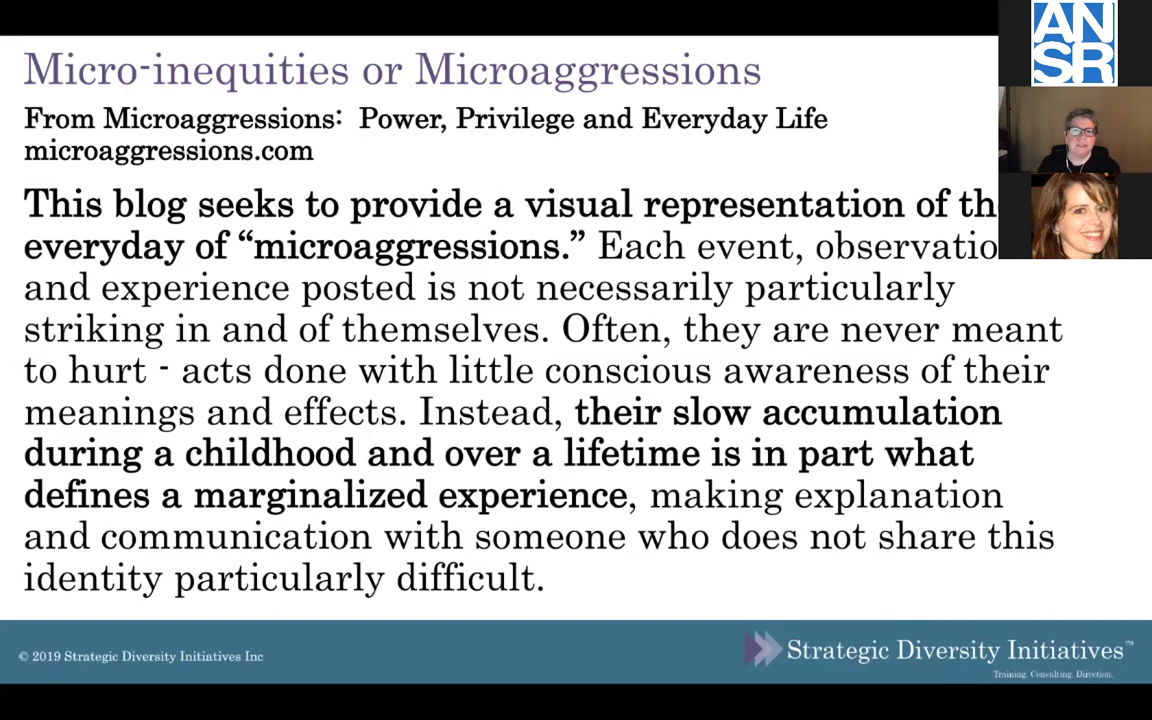 Micro-inequities or Microaggressions
From Microaggressions: Power, Privilege and Everyday Life
microaggressions.com
This blog seeks to provide a visual representation of th
everyday of “microaggressions.” Each event, observatio
and experience posted is not necessarily particularly
striking in and of themselves. Often, they are never meant
to hurt - acts done with little conscious awareness of their
meanings and effects. Instead, their slow accumulation
during a childhood and over a lifetime is in part what
defines a marginalized experience, making explanation
and communication with someone who does not share this
identity particularly difficult.
AN
SR
© 2019 Strategic Diversity Initiatives Inc
Strategic Diversity Initiatives™
Training. Consulting. Direction.